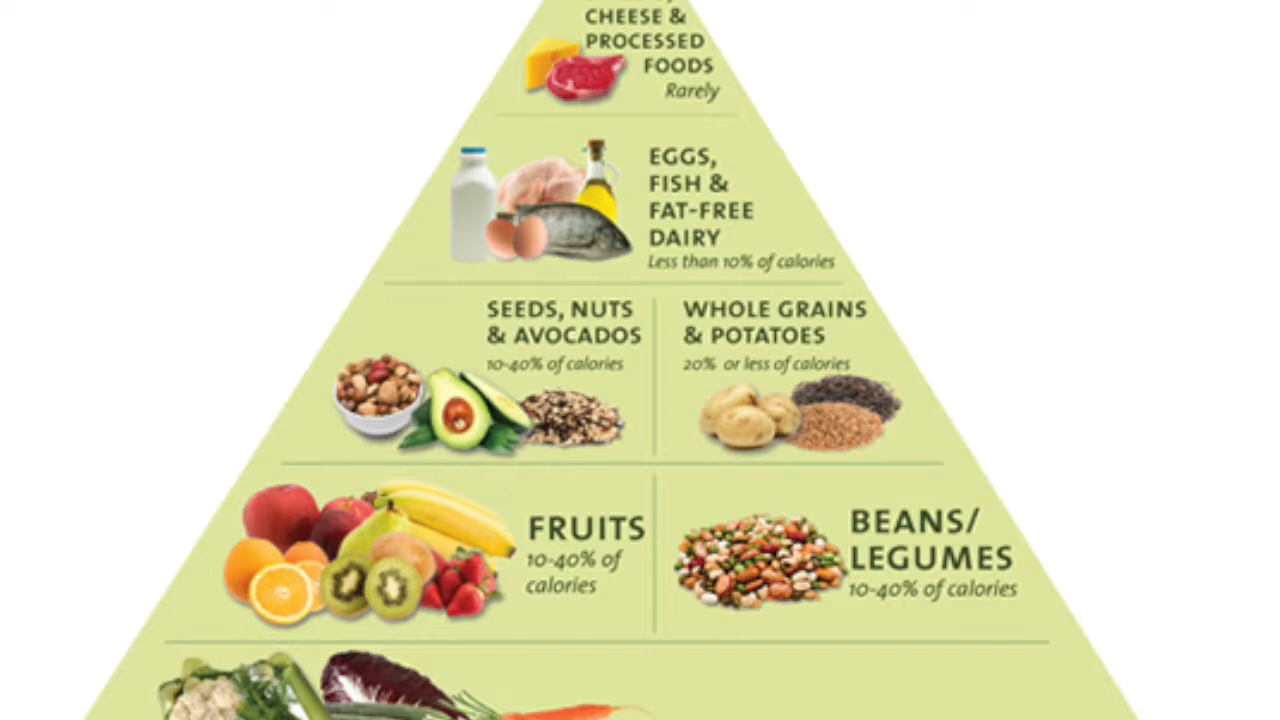 CHEESE &
PROCESSED
FOODS
Rarely
EGGS,
FISH &
FAT-FREE
DAIRY
Less than 10% of calories
SEEDS, NUTS
& AVOCADOS
10-40% of calories
WHOLE GRAINS
& POTATOES
20% or less of calories
FRUITS
10-40% of
calories
BEANS/
LEGUMES
10-40% of calories